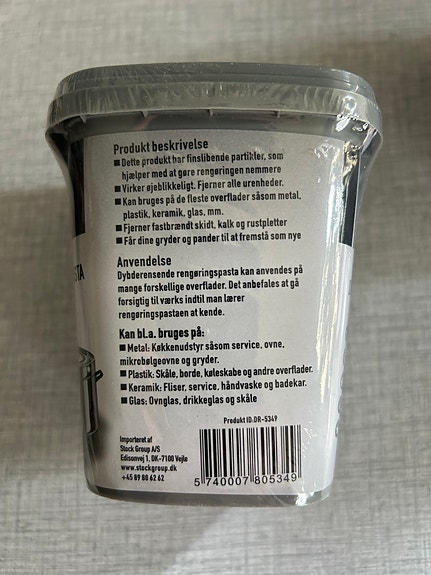 Produkt beskrivelse
■ Dette produkt har finslibende partikler, som
hjælper med at gøre rengøringen nemmere
■ Virker øjeblikkeligt. Fjerner alle urenheder.
■ Kan bruges på de fleste overflader såsom metal,
plastik, keramik, glas, mm.
■ Fjerner fastbrændt skidt, kalk og rustpletter
■ Får dine gryder og pander til at fremstå som nye
Anvendelse
Dybderensende rengøringspasta kan anvendes på
mange forskellige overflader. Det anbefales at gå
forsigtig til værks indtil man lærer
rengøringspastaen at kende.
Kan bl.a. bruges på:
■ Metal: Køkkenudstyr såsom service, ovne,
mikrobølgeovne og gryder.
■ Plastik: Skåle, borde, køleskabe og andre overflader.
■ Keramik: Fliser, service, håndvaske og badekar.
■ Glas: Ovnglas, drikkeglas og skåle
Produkt ID:DR-5349
Importeret af
Stock Group A/S
Edisonvej 1, DK-7100 Vejle
www.stockgroup.dk
+45 89 80 62 62
5 740007 805349
STA